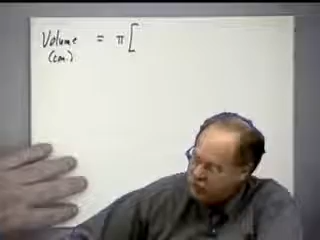 Volume = π [
(cm.)